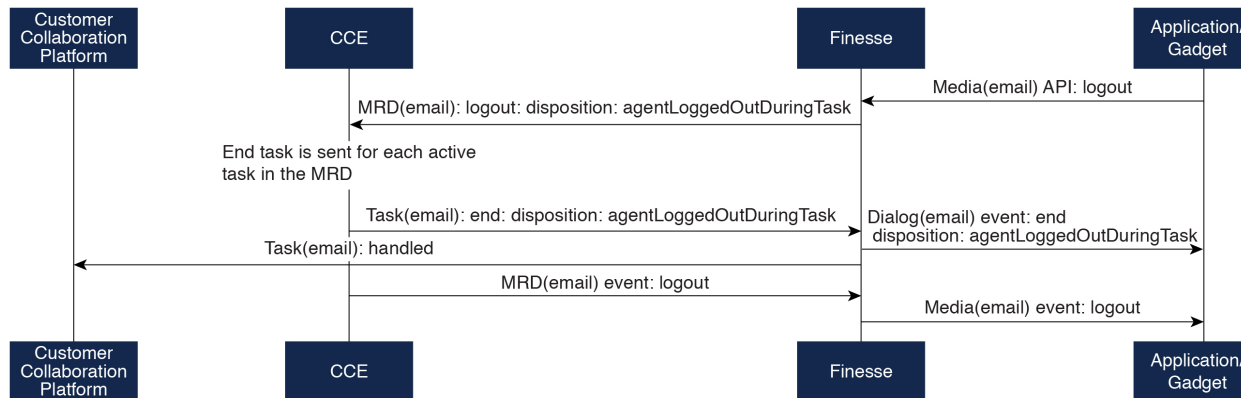 Customer
Collaboration
Platform
CCE
Finesse
Application/
Gadget
Media(email) API: logout
MRD(email): logout: disposition: agentLoggedOutDuringTask
End task is sent for each active
task in the MRD
Task(email): end: disposition: agentLoggedOutDuringTask
Dialog(email) event: end
disposition: agentLoggedOutDuringTask
Task(email): handled
MRD(email) event: logout
Media(email) event: logout
Customer
Collaboration
Platform
CCE
Finesse
Application/
Gadget